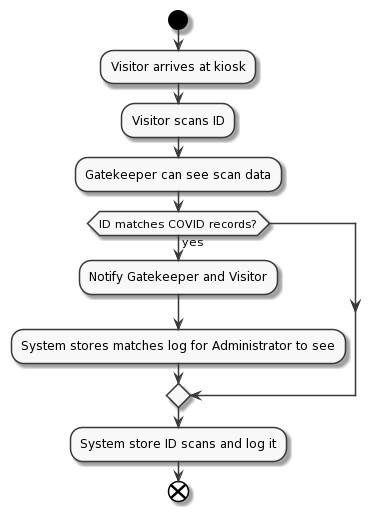 Visitor arrives at kiosk
Visitor scans ID
Gatekeeper can see scan data
ID matches COVID records?
yes
Notify Gatekeeper and Visitor
System stores matches log for Administrator to see
System store ID scans and log it